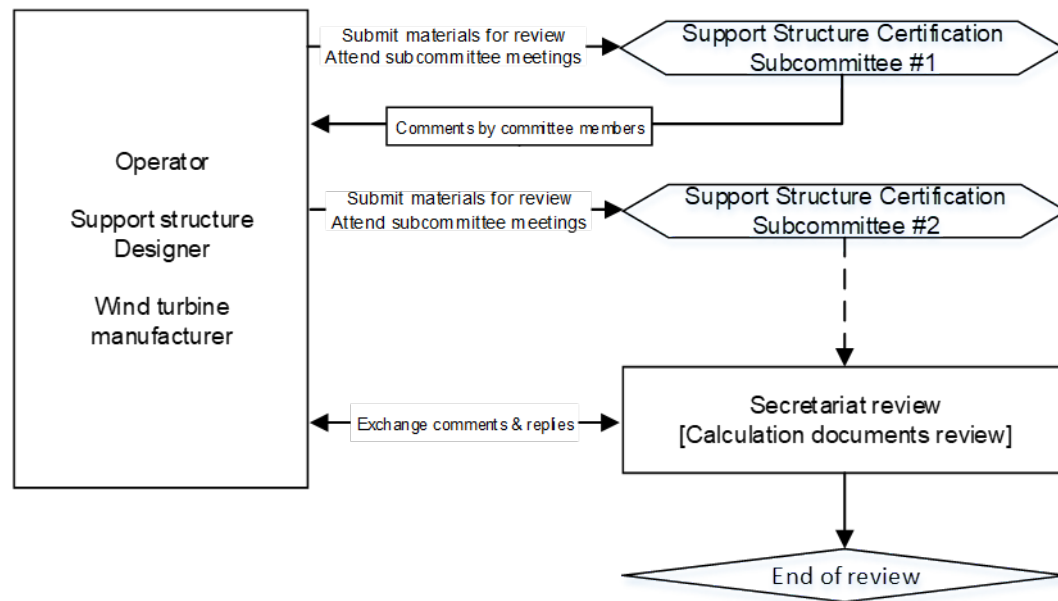 Operator
Support structure
Designer
Wind turbine
manufacturer
Submit materials for review
Attend subcommittee meetings
Support Structure Certification
Subcommittee #1
Comments by committee members
Submit materials for review
Attend subcommittee meetings
Support Structure Certification
Subcommittee #2
Exchange comments & replies
Secretariat review
[Calculation documents review]
End of review